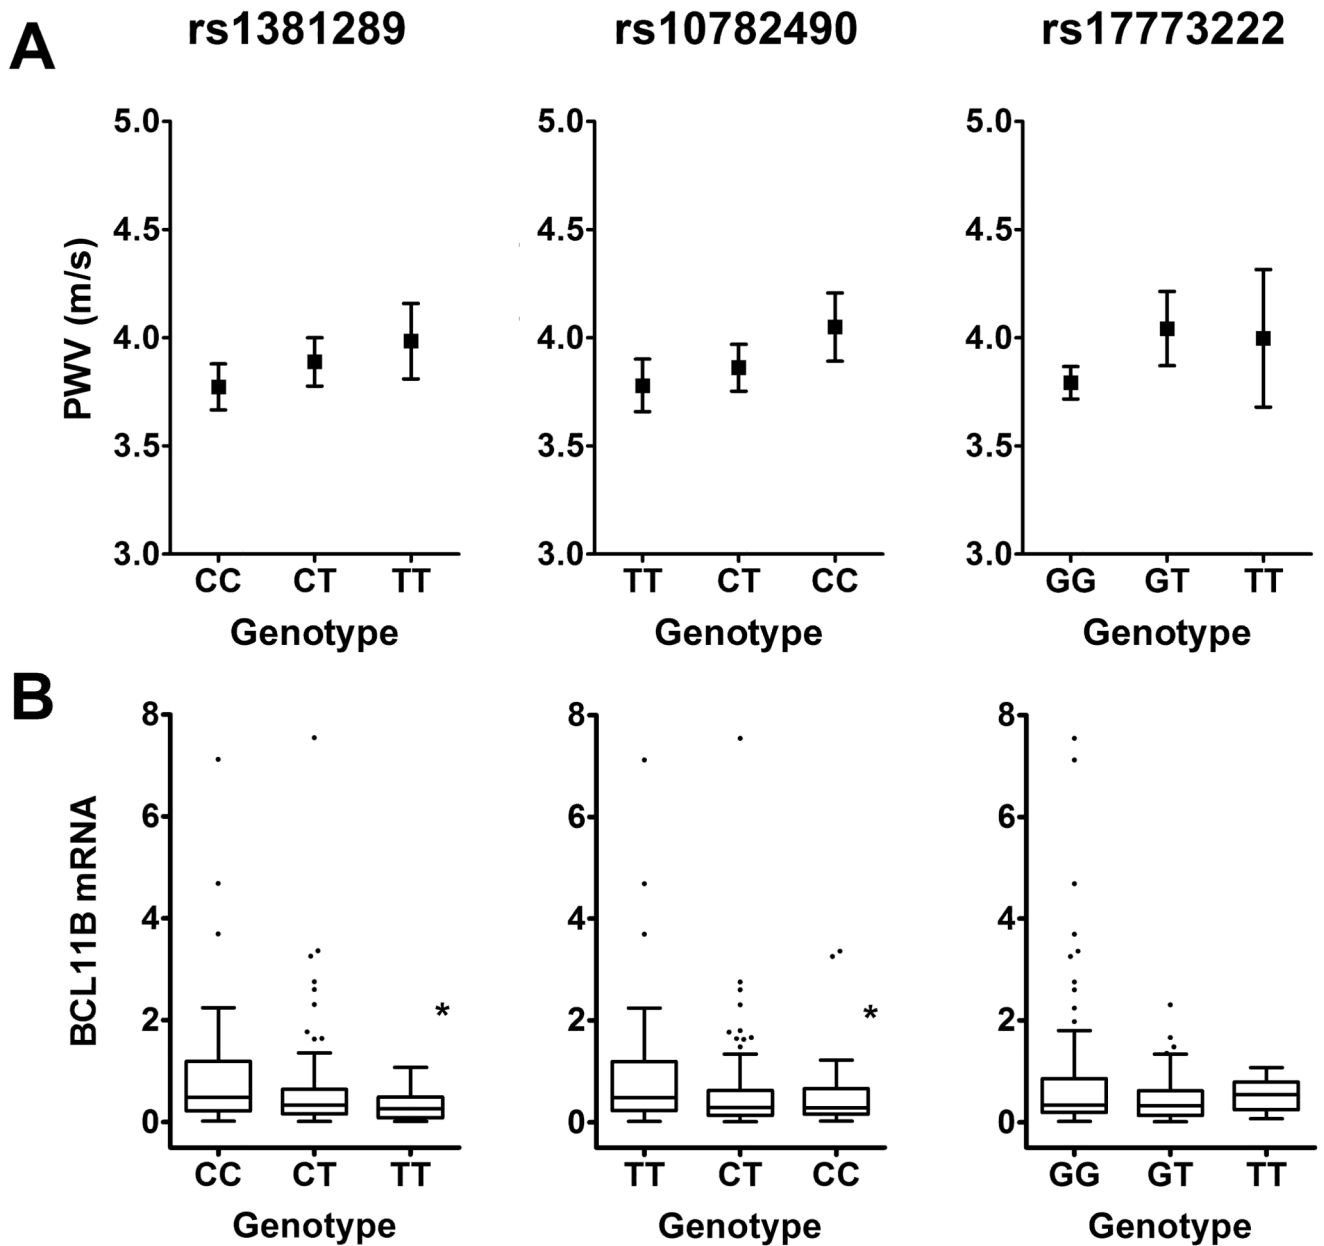 A
rs1381289
rs10782490
rs17773222
5.0
4.5
4.0
3.5
3.0
PWV (m/s)
CC CT TT
Genotype
5.0
4.5
4.0
3.5
3.0
TT CT CC
Genotype
5.0
4.5
4.0
3.5
3.0
GG GT TT
Genotype
B
8
6
4
2
0
BCL11B mRNA
*
CC CT TT
Genotype
8
6
4
2
0
*
TT CT CC
Genotype
8
6
4
2
0
GG GT TT
Genotype